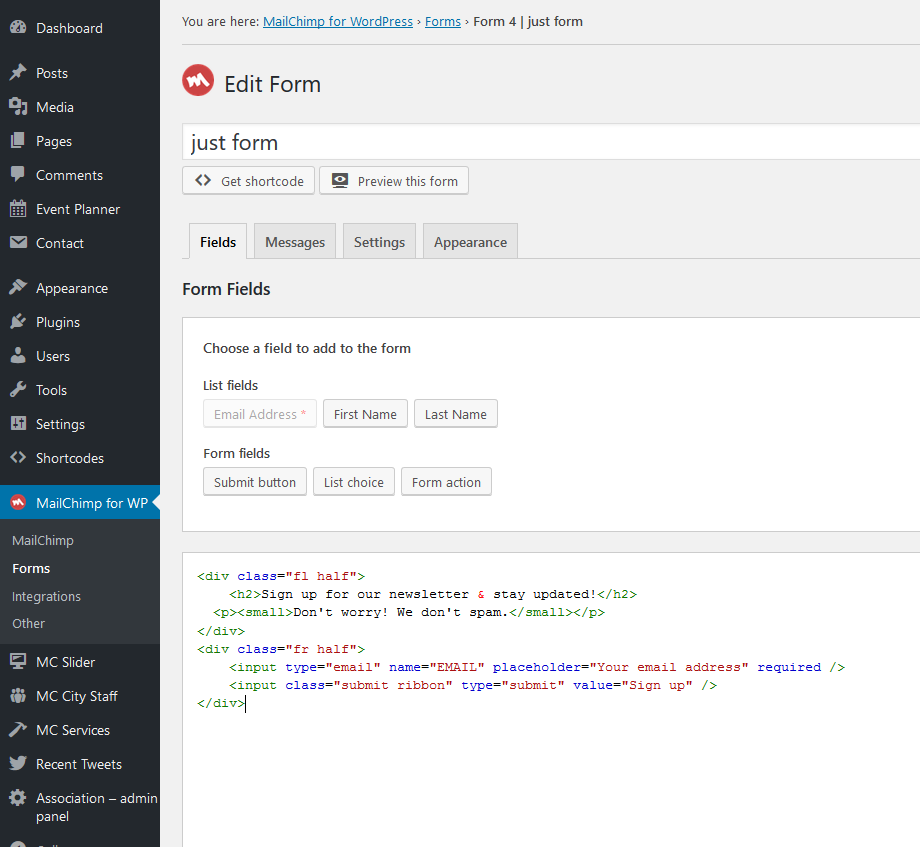 Dashboard
Posts
Media
Pages
Comments
Event Planner
Contact
Appearance
Plugins
Users
Tools
Settings
Shortcodes
MailChimp for WP
MailChimp
Forms
Integrations
Other
MC Slider
MC City Staff
MC Services
Recent Tweets
Association – admin
panel
You are here: MailChimp for WordPress › Forms › Form 4 | just form
Edit Form
just form
Get shortcode Preview this form
Fields Messages Settings Appearance
Form Fields
Choose a field to add to the form
List fields
Email Address * First Name Last Name
Form fields
Submit button List choice Form action
<div class="fl half">
<h2>Sign up for our newsletter & stay updated!</h2>
<p><small>Don't worry! We don't spam.</small></p>
</div>
<div class="fr half">
<input type="email" name="EMAIL" placeholder="Your email address" required />
<input class="submit ribbon" type="submit" value="Sign up" />
</div>